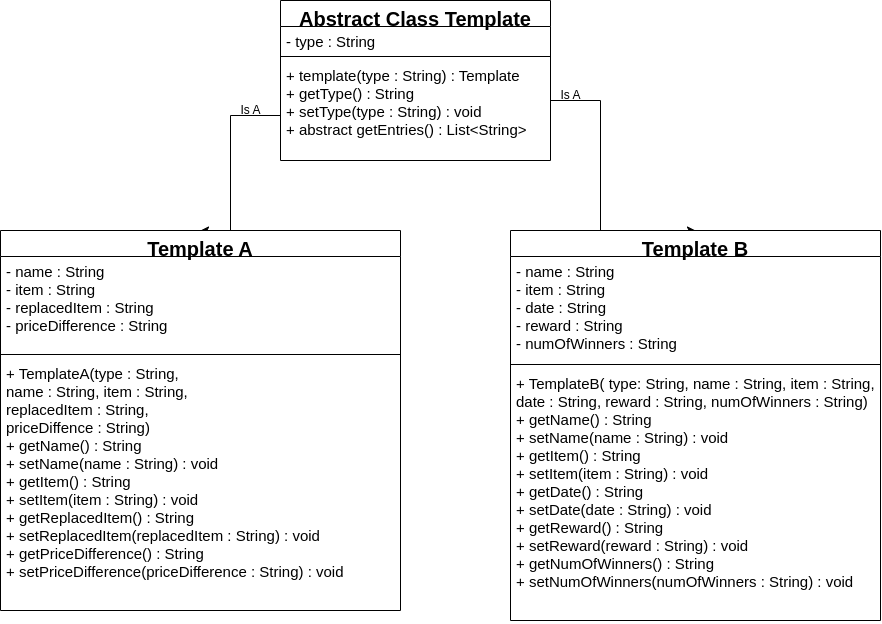 Abstract Class Template
- type : String
+ template(type : String) : Template
+ getType() : String
+ setType(type : String) : void
+ abstract getEntries() : List<String>
Is A
Is A
Template A
- name : String
- item : String
- replacedItem : String
- priceDifference : String
+ TemplateA(type : String,
name : String, item : String,
replacedItem : String,
priceDiffence : String)
+ getName() : String
+ setName(name : String) : void
+ getItem() : String
+ setItem(item : String) : void
+ getReplacedItem() : String
+ setReplacedItem(replacedItem : String) : void
+ getPriceDifference() : String
+ setPriceDifference(priceDifference : String) : void
Template B
- name : String
- item : String
- date : String
- reward : String
- numOfWinners : String
+ TemplateB( type: String, name : String, item : String,
date : String, reward : String, numOfWinners : String)
+ getName() : String
+ setName(name : String) : void
+ getItem() : String
+ setItem(item : String) : void
+ getDate() : String
+ setDate(date : String) : void
+ getReward() : String
+ setReward(reward : String) : void
+ getNumOfWinners() : String
+ setNumOfWinners(numOfWinners : String) : void